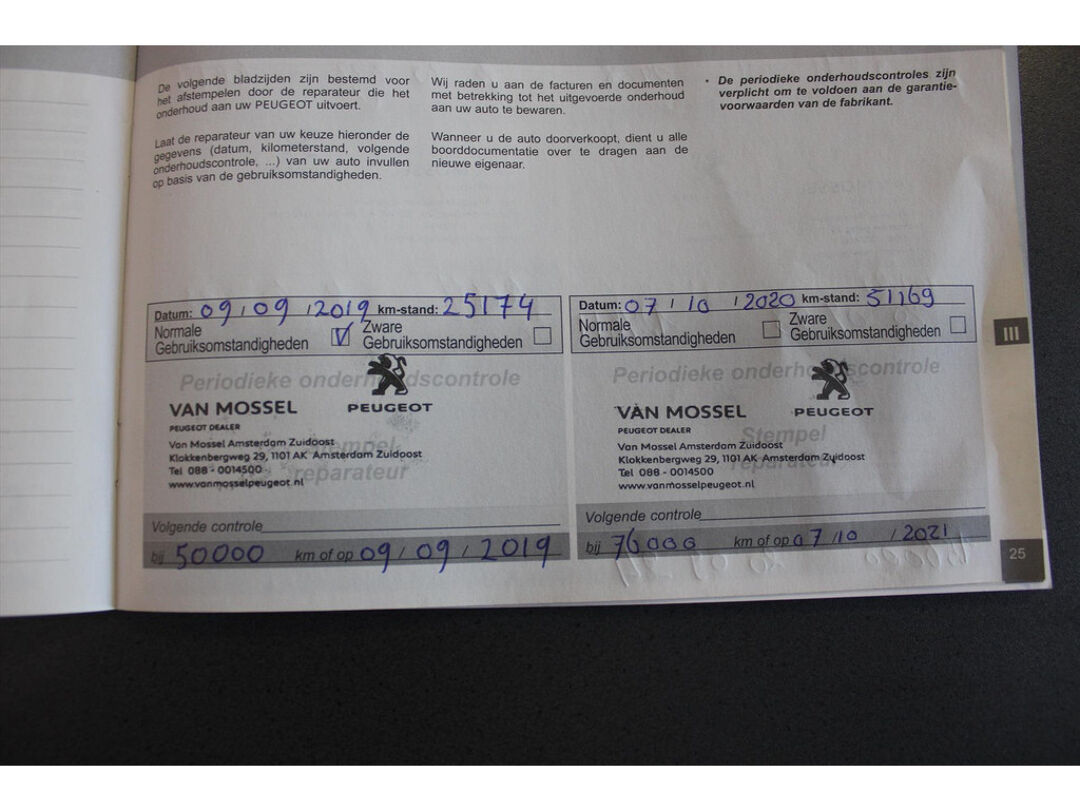 De volgende bladzijden zijn bestemd voor
het afstempelen door de reparateur die het
onderhoud aan uw PEUGEOT uitvoert.
Laat de reparateur van uw keuze hieronder de
gegevens (datum, kilometerstand, volgende
onderhoudscontrole, ...) van uw auto invullen
op basis van de gebruiksomstandigheden.
Wij raden u aan de facturen en documenten
met betrekking tot het uitgevoerde onderhoud
aan uw auto te bewaren.
Wanneer u de auto doorverkoopt, dient u alle
boorddocumentatie over te dragen aan de
nieuwe eigenaar.
• De periodieke onderhoudscontroles zijn
verplicht om te voldoen aan de garantie-
voorwaarden van de fabrikant.
Datum: 09/09/2019 km-stand: 25174
Normale Zware
Gebruiksomstandigheden Gebruiksomstandigheden
Periodieke onderhoudscontrole
VAN MOSSEL PEUGEOT
PEUGEOT DEALER
Stempel
Van Mossel Amsterdam Zuidoost
Klokkenbergweg 29, 1101 AK Amsterdam Zuidoost
reparateur
Tel 088 - 0014500
www.vanmosselpeugeot.nl
Volgende controle
bij 50000 km of op 09/09/2019
Datum: 07/10/2020 km-stand: 51169
Normale Zware
Gebruiksomstandigheden Gebruiksomstandigheden
Periodieke onderhoudscontrole
VAN MOSSEL PEUGEOT
PEUGEOT DEALER
Stempel
Van Mossel Amsterdam Zuidoost
Klokkenbergweg 29, 1101 AK Amsterdam Zuidoost
reparateur
Tel 088 - 0014500
www.vanmosselpeugeot.nl
Volgende controle
bij 76000 km of op 07/10/2021
III
25